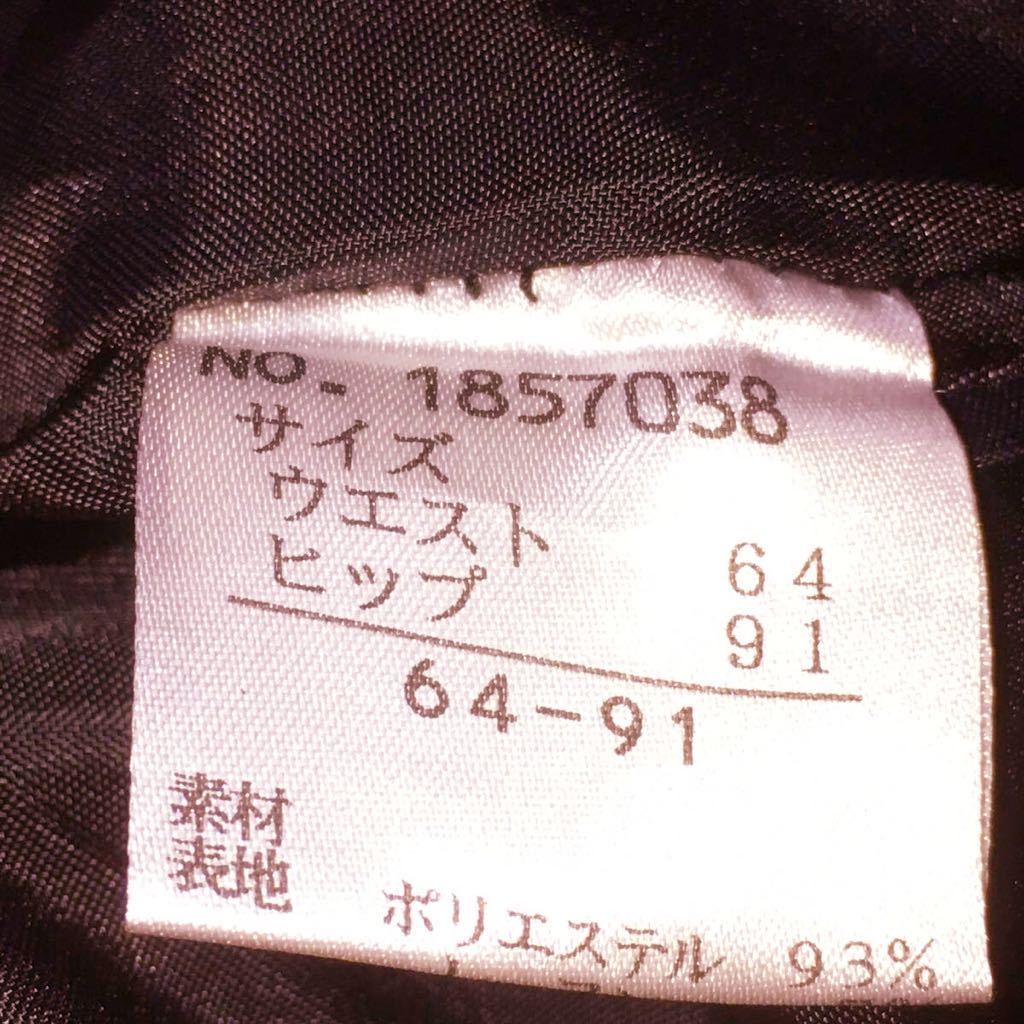 NO. 1857038
サイズ
ウエスト 64
ヒップ 91
64-91
素材
表地
ポリエステル 93%